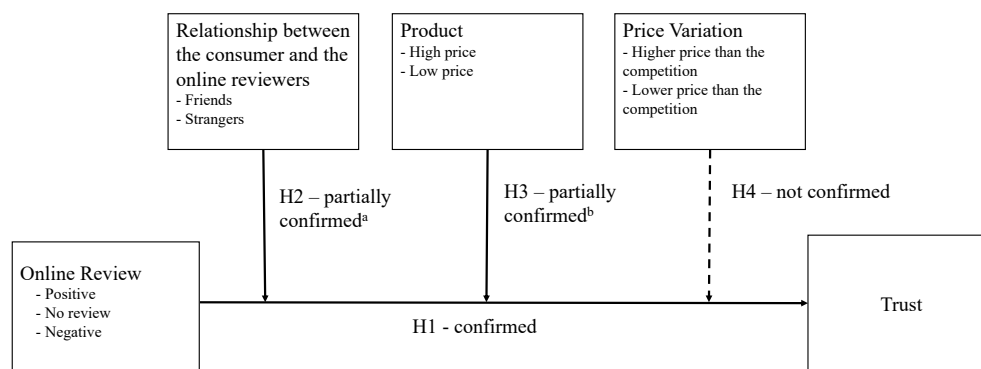 Relationship between
the consumer and the
online reviewers
- Friends
- Strangers
Product
- High price
- Low price
Price Variation
- Higher price than the
competition
- Lower price than the
competition
H2 – partially
confirmedᵃ
H3 – partially
confirmedᵇ
H4 – not confirmed
Online Review
- Positive
- No review
- Negative
H1 - confirmed
Trust